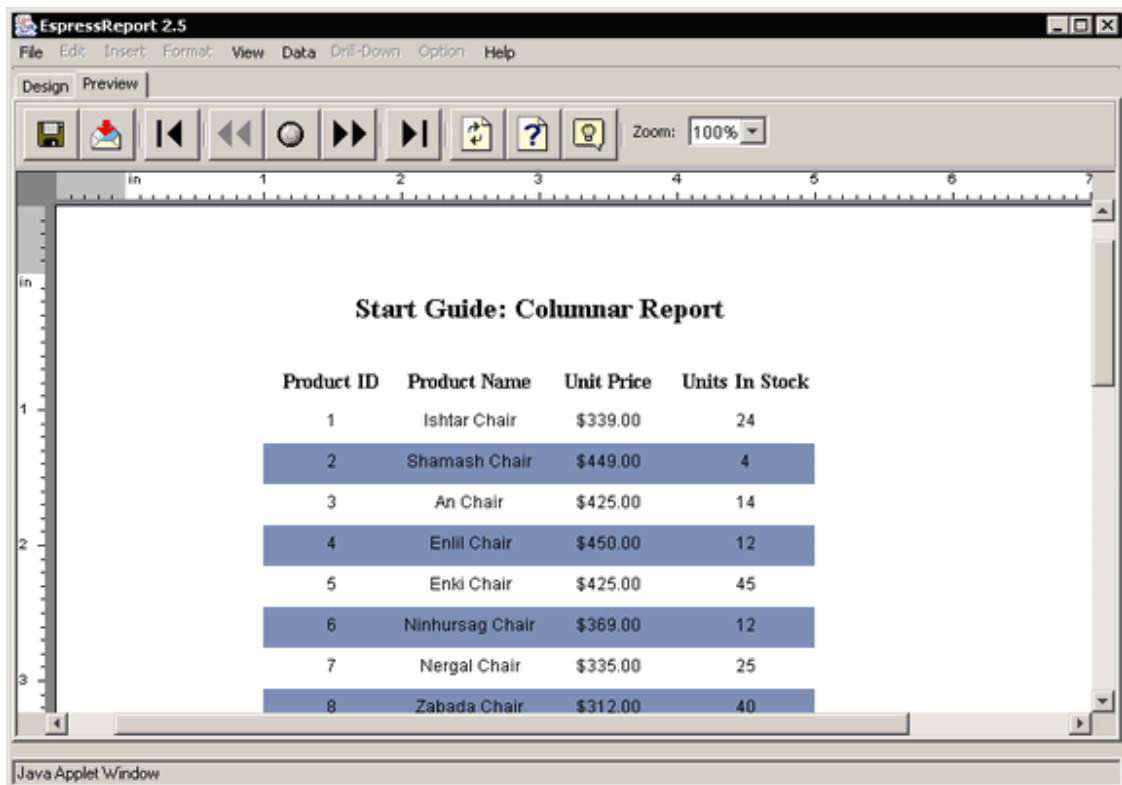 EspressReport 2.5
File Edit Insert Format View Data Drill-Down Option Help
Design Preview
Zoom: 100%
in 1 2 3 4 5 6 7
in
Start Guide: Columnar Report
Product ID Product Name Unit Price Units In Stock
1
1 Ishtar Chair $339.00 24
2 Shamash Chair $449.00 4
3 An Chair $425.00 14
2
4 Enlil Chair $450.00 12
5 Enki Chair $425.00 45
6 Ninhursag Chair $369.00 12
7 Nergal Chair $335.00 25
3
8 Zabada Chair $312.00 40
Java Applet Window